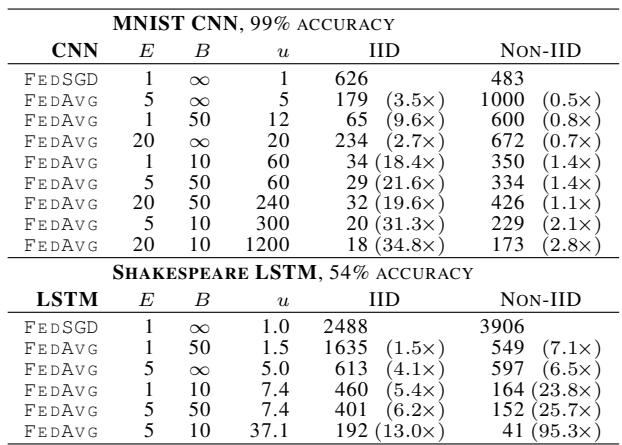 MNIST CNN, 99% ACCURACY
CNN E B u IID NON-IID
FEDSGD 1 ∞ 1 626 483
FEDAVG 5 ∞ 5 179 (3.5×) 1000 (0.5×)
FEDAVG 1 50 12 65 (9.6×) 600 (0.8×)
FEDAVG 20 ∞ 20 234 (2.7×) 672 (0.7×)
FEDAVG 1 10 60 34 (18.4×) 350 (1.4×)
FEDAVG 5 50 60 29 (21.6×) 334 (1.4×)
FEDAVG 20 50 240 32 (19.6×) 426 (1.1×)
FEDAVG 5 10 300 20 (31.3×) 229 (2.1×)
FEDAVG 20 10 1200 18 (34.8×) 173 (2.8×)
SHAKESPEARE LSTM, 54% ACCURACY
LSTM E B u IID NON-IID
FEDSGD 1 ∞ 1.0 2488 3906
FEDAVG 1 50 1.5 1635 (1.5×) 549 (7.1×)
FEDAVG 5 ∞ 5.0 613 (4.1×) 597 (6.5×)
FEDAVG 1 10 7.4 460 (5.4×) 164 (23.8×)
FEDAVG 5 50 7.4 401 (6.2×) 152 (25.7×)
FEDAVG 5 10 37.1 192 (13.0×) 41 (95.3×)